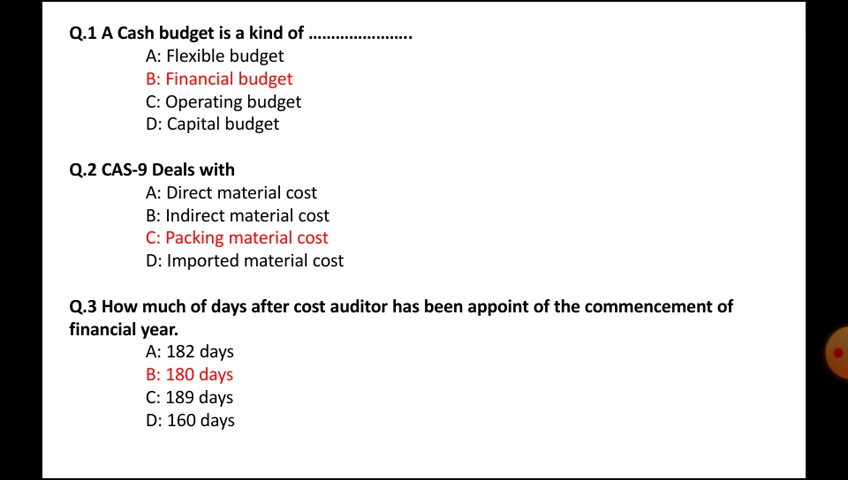 Q.1 A Cash budget is a kind of .......................
A: Flexible budget
B: Financial budget
C: Operating budget
D: Capital budget
Q.2 CAS-9 Deals with
A: Direct material cost
B: Indirect material cost
C: Packing material cost
D: Imported material cost
Q.3 How much of days after cost auditor has been appoint of the commencement of
financial year.
A: 182 days
B: 180 days
C: 189 days
D: 160 days